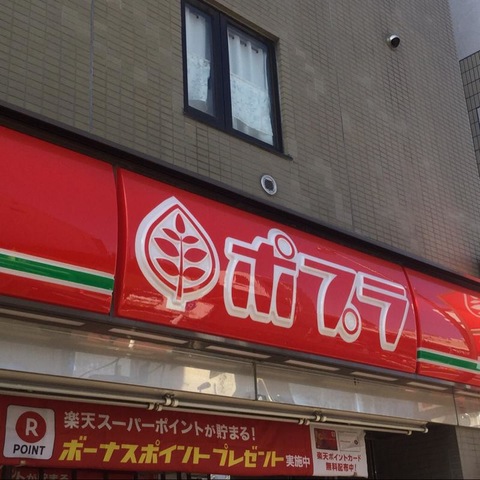 ポプラ
R
POINT
楽天スーパーポイントが貯まる!
ボーナスポイントプレゼント実施中
楽天ポイントカード
無料配布中!